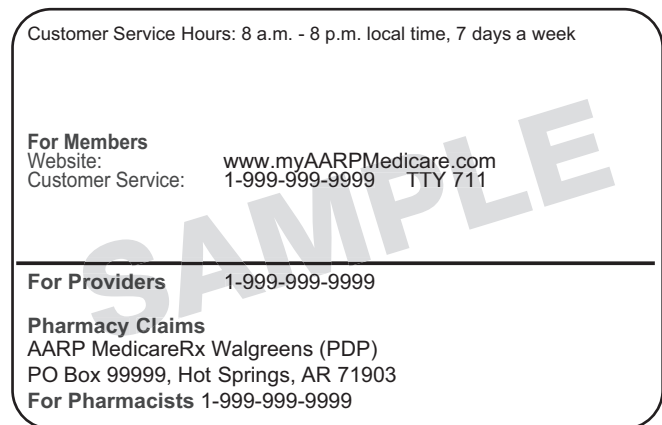 Customer Service Hours: 8 a.m. - 8 p.m. local time, 7 days a week
For Members
Website: www.myAARPMedicare.com
Customer Service: 1-999-999-9999 TTY 711
SAMPLE
For Providers 1-999-999-9999
Pharmacy Claims
AARP MedicareRx Walgreens (PDP)
PO Box 99999, Hot Springs, AR 71903
For Pharmacists 1-999-999-9999